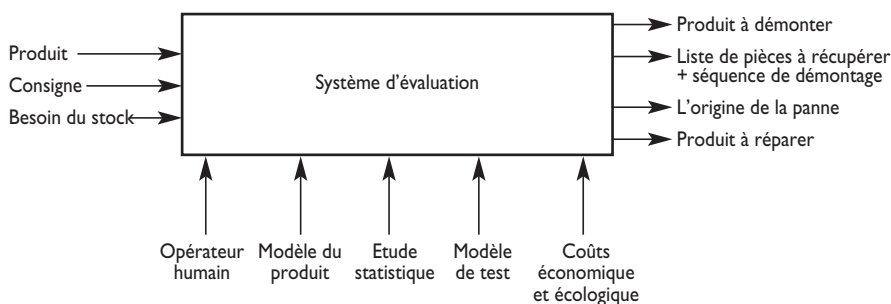 Produit
Consigne
Besoin du stock
Système d'évaluation
Produit à démonter
Liste de pièces à récupérer
+ séquence de démontage
L'origine de la panne
Produit à réparer
Opérateur
humain
Modèle du
produit
Etude
statistique
Modèle
de test
Coûts
économique
et écologique